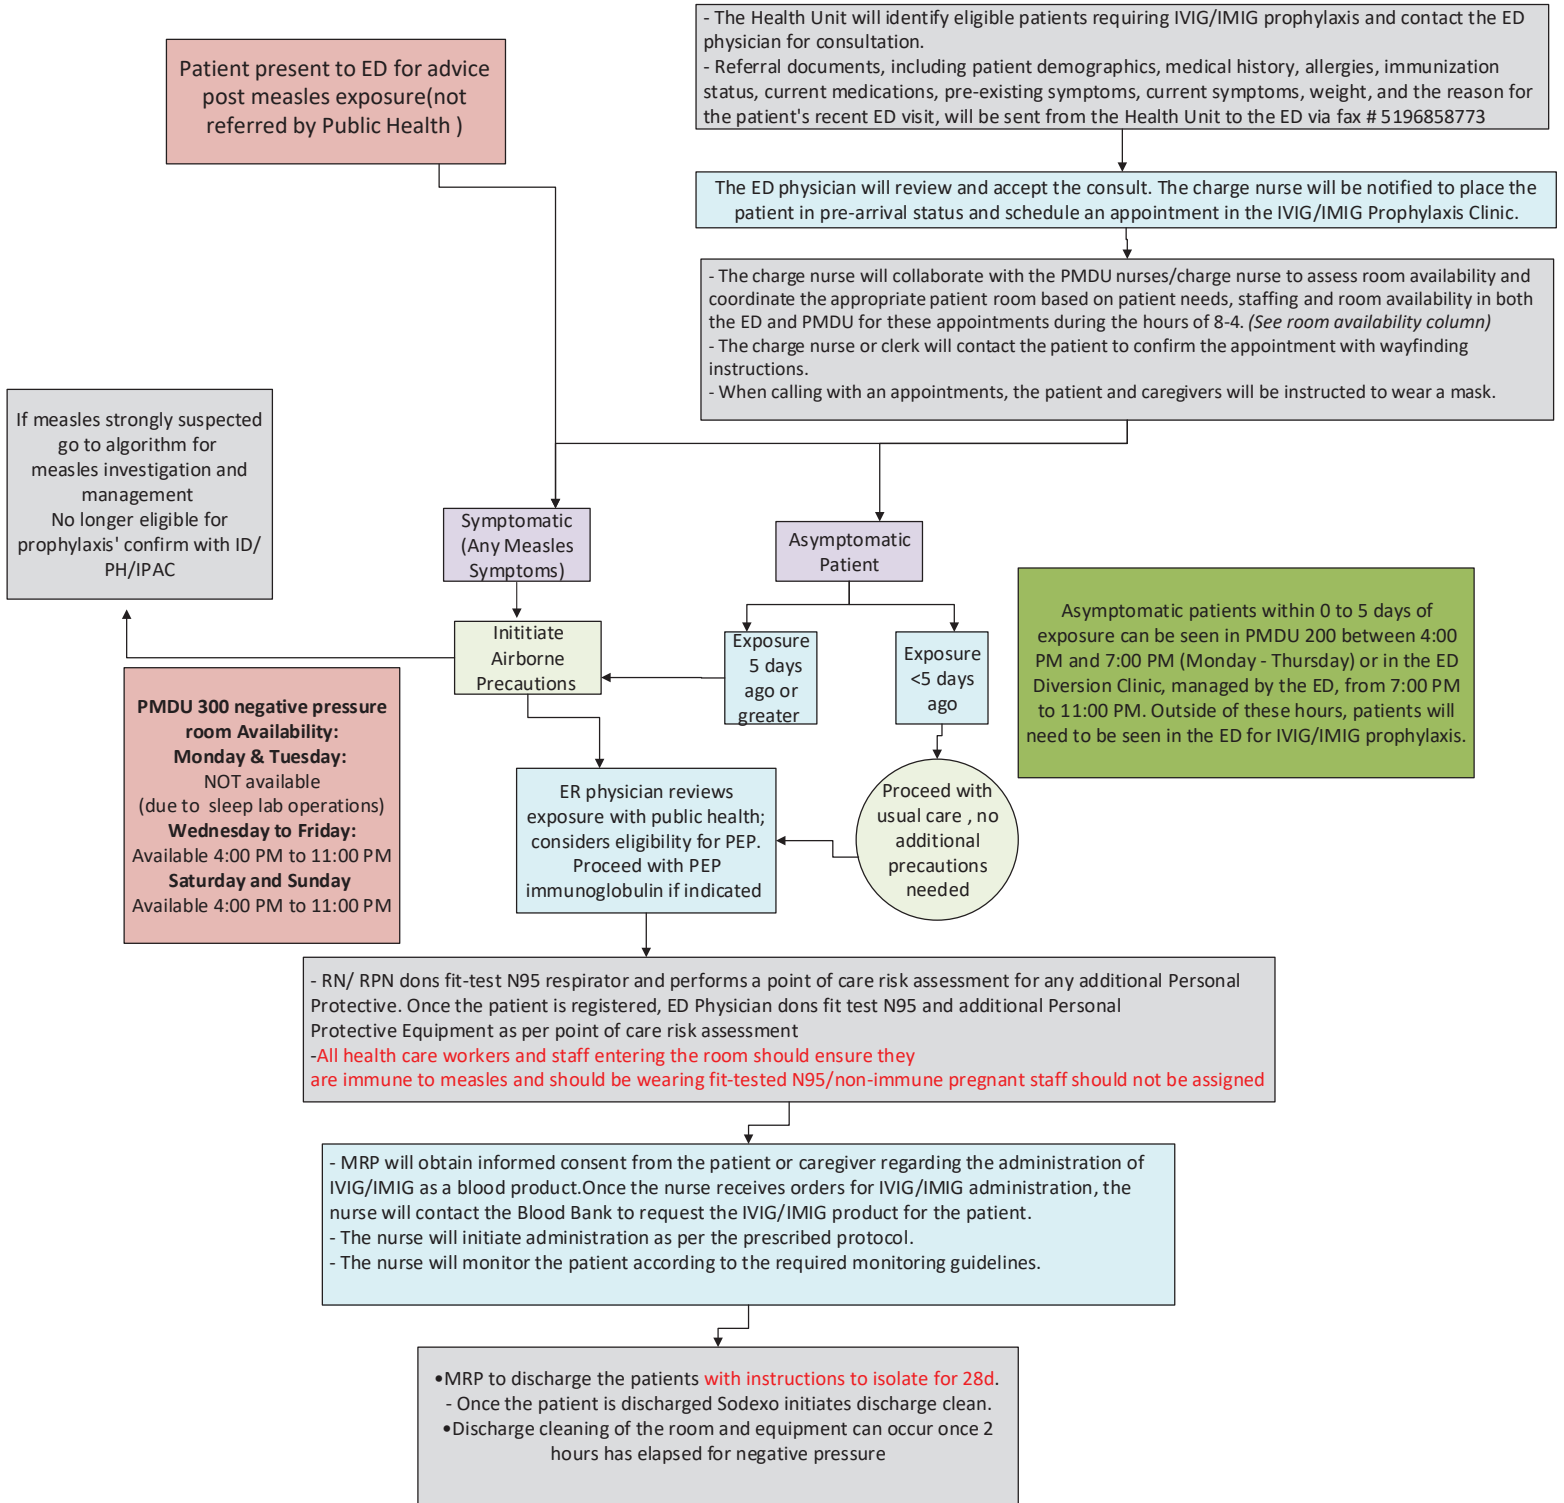 - The Health Unit will identify eligible patients requiring IVIG/IMIG prophylaxis and contact the ED
physician for consultation.
- Referral documents, including patient demographics, medical history, allergies, immunization
status, current medications, pre-existing symptoms, current symptoms, weight, and the reason for
the patient's recent ED visit, will be sent from the Health Unit to the ED via fax # 5196858773
Patient present to ED for advice
post measles exposure(not
referred by Public Health )
The ED physician will review and accept the consult. The charge nurse will be notified to place the
patient in pre-arrival status and schedule an appointment in the IVIG/IMIG Prophylaxis Clinic.
- The charge nurse will collaborate with the PMDU nurses/charge nurse to assess room availability and
coordinate the appropriate patient room based on patient needs, staffing and room availability in both
the ED and PMDU for these appointments during the hours of 8-4. (See room availability column)
- The charge nurse or clerk will contact the patient to confirm the appointment with wayfinding
instructions.
- When calling with an appointments, the patient and caregivers will be instructed to wear a mask.
If measles strongly suspected
go to algorithm for
measles investigation and
management
No longer eligible for
prophylaxis' confirm with ID/
PH/IPAC
Symptomatic
(Any Measles
Symptoms)
Asymptomatic
Patient
Inititiate
Airborne
Precautions
Exposure
5 days
ago or
greater
Exposure
<5 days
ago
Asymptomatic patients within 0 to 5 days of
exposure can be seen in PMDU 200 between 4:00
PM and 7:00 PM (Monday - Thursday) or in the ED
Diversion Clinic, managed by the ED, from 7:00 PM
to 11:00 PM. Outside of these hours, patients will
need to be seen in the ED for IVIG/IMIG prophylaxis.
PMDU 300 negative pressure
room Availability:
Monday & Tuesday:
NOT available
(due to sleep lab operations)
Wednesday to Friday:
Available 4:00 PM to 11:00 PM
Saturday and Sunday
Available 4:00 PM to 11:00 PM
ER physician reviews
exposure with public health;
considers eligibility for PEP.
Proceed with PEP
immunoglobulin if indicated
Proceed with
usual care , no
additional
precautions
needed
- RN/ RPN dons fit-test N95 respirator and performs a point of care risk assessment for any additional Personal
Protective. Once the patient is registered, ED Physician dons fit test N95 and additional Personal
Protective Equipment as per point of care risk assessment
-All health care workers and staff entering the room should ensure they
are immune to measles and should be wearing fit-tested N95/non-immune pregnant staff should not be assigned
- MRP will obtain informed consent from the patient or caregiver regarding the administration of
IVIG/IMIG as a blood product.Once the nurse receives orders for IVIG/IMIG administration, the
nurse will contact the Blood Bank to request the IVIG/IMIG product for the patient.
- The nurse will initiate administration as per the prescribed protocol.
- The nurse will monitor the patient according to the required monitoring guidelines.
•MRP to discharge the patients with instructions to isolate for 28d.
- Once the patient is discharged Sodexo initiates discharge clean.
•Discharge cleaning of the room and equipment can occur once 2
hours has elapsed for negative pressure